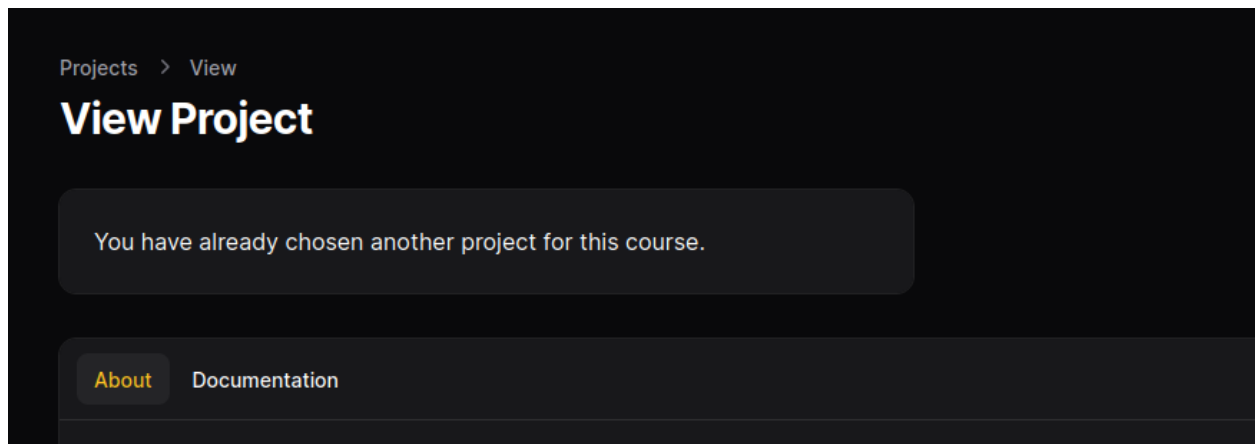 Projects > View
View Project
You have already chosen another project for this course.
About Documentation